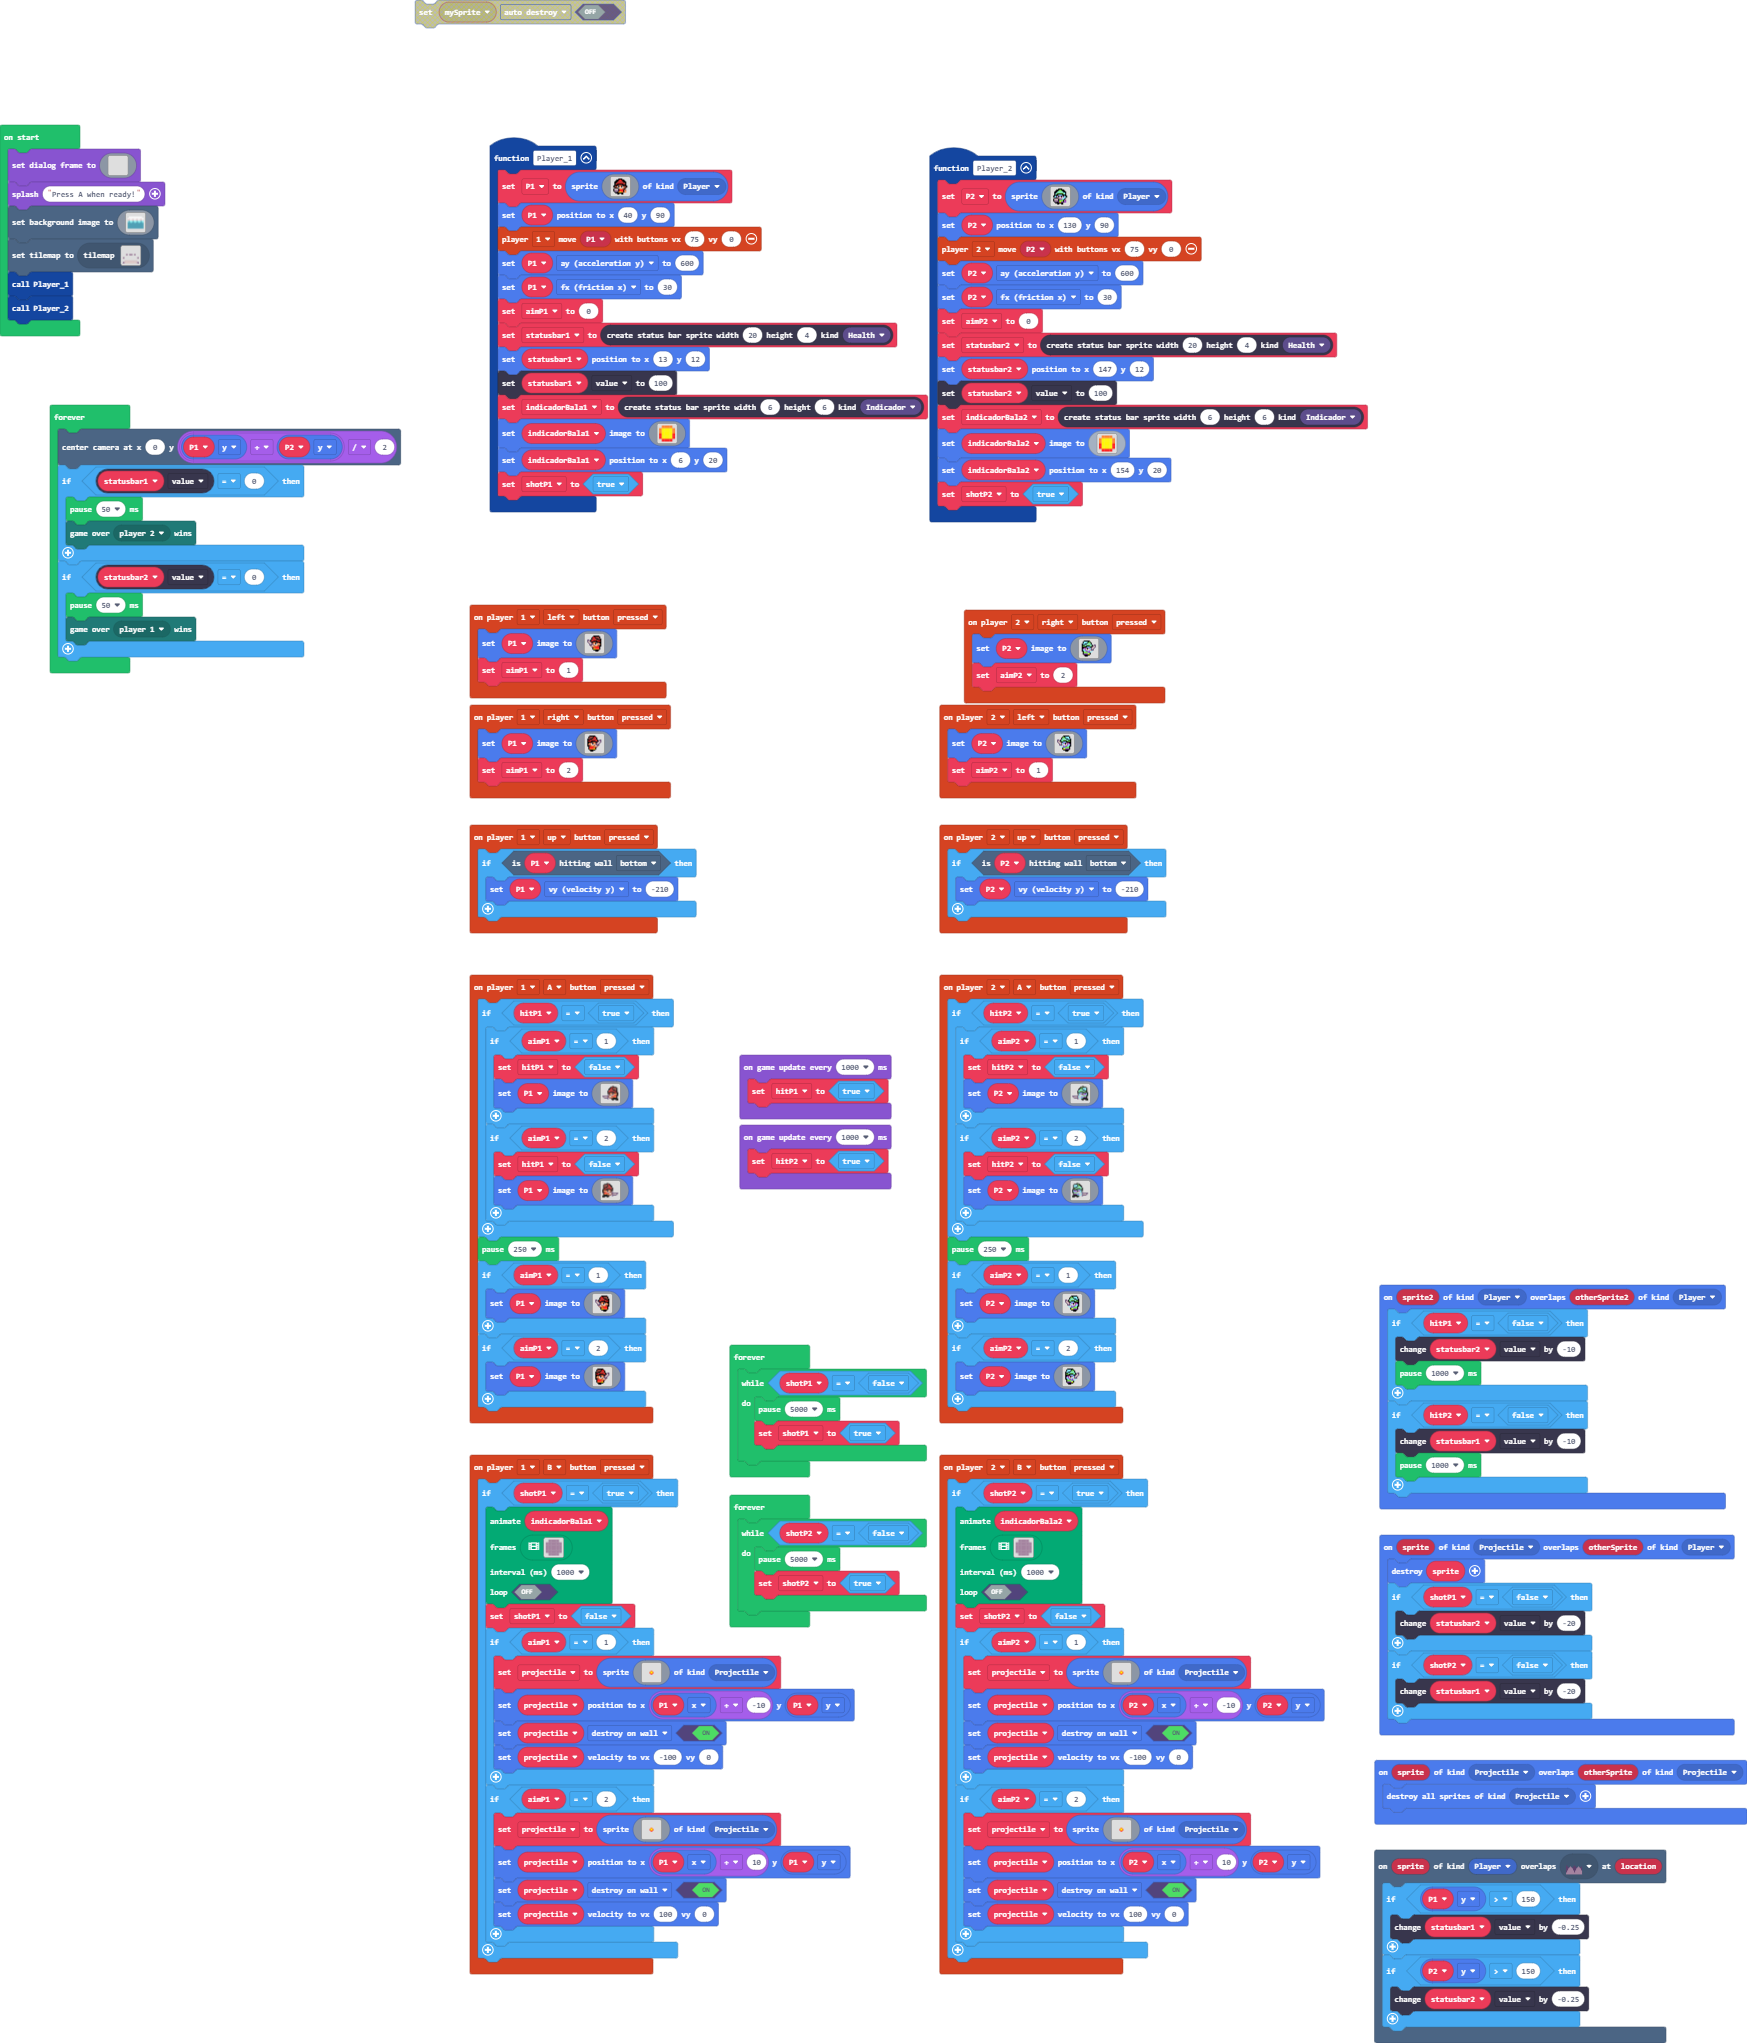 set mySprite auto destroy OFF
on start
set dialog frame to
splash "Press A when ready!"
set background image to
set tilemap to tilemap
call Player_1
call Player_2
forever
center camera at x 0 y P1 y + P2 y / 2
if statusbar1 value = 0 then
pause 50 ms
game over player 2 wins
if statusbar2 value = 0 then
pause 50 ms
game over player 1 wins
function Player_1
set P1 to sprite of kind Player
set P1 position to x 40 y 90
player 1 move P1 with buttons vx 75 vy 0
set P1 ay (acceleration y) to 600
set P1 fx (friction x) to 30
set aimP1 to 0
set statusbar1 to create status bar sprite width 20 height 4 kind Health
set statusbar1 position to x 13 y 12
set statusbar1 value to 100
set indicadorBala1 to create status bar sprite width 6 height 6 kind Indicador
set indicadorBala1 image to
set indicadorBala1 position to x 6 y 20
set shotP1 to true
function Player_2
set P2 to sprite of kind Player
set P2 position to x 130 y 90
player 2 move P2 with buttons vx 75 vy 0
set P2 ay (acceleration y) to 600
set P2 fx (friction x) to 30
set aimP2 to 0
set statusbar2 to create status bar sprite width 20 height 4 kind Health
set statusbar2 position to x 147 y 12
set statusbar2 value to 100
set indicadorBala2 to create status bar sprite width 6 height 6 kind Indicador
set indicadorBala2 image to
set indicadorBala2 position to x 154 y 20
set shotP2 to true
on player 1 left button pressed
set P1 image to
set aimP1 to 1
on player 1 right button pressed
set P1 image to
set aimP1 to 2
on player 2 right button pressed
set P2 image to
set aimP2 to 2
on player 2 left button pressed
set P2 image to
set aimP2 to 1
on player 1 up button pressed
if is P1 hitting wall bottom then
set P1 vy (velocity y) to -210
on player 2 up button pressed
if is P2 hitting wall bottom then
set P2 vy (velocity y) to -210
on player 1 A button pressed
if hitP1 = true then
if aimP1 = 1 then
set hitP1 to false
set P1 image to
if aimP1 = 2 then
set hitP1 to false
set P1 image to
pause 250 ms
if aimP1 = 1 then
set P1 image to
if aimP1 = 2 then
set P1 image to
on game update every 1000 ms
set hitP1 to true
on game update every 1000 ms
set hitP2 to true
on player 2 A button pressed
if hitP2 = true then
if aimP2 = 1 then
set hitP2 to false
set P2 image to
if aimP2 = 2 then
set hitP2 to false
set P2 image to
pause 250 ms
if aimP2 = 1 then
set P2 image to
if aimP2 = 2 then
set P2 image to
forever
while shotP1 = false
do
pause 5000 ms
set shotP1 to true
forever
while shotP2 = false
do
pause 5000 ms
set shotP2 to true
on player 1 B button pressed
if shotP1 = true then
animate indicadorBala1
frames
interval (ms) 1000
loop OFF
set shotP1 to false
if aimP1 = 1 then
set projectile to sprite of kind Projectile
set projectile position to x P1 x + -10 y P1 y
set projectile destroy on wall ON
set projectile velocity to vx -100 vy 0
if aimP1 = 2 then
set projectile to sprite of kind Projectile
set projectile position to x P1 x + 10 y P1 y
set projectile destroy on wall ON
set projectile velocity to vx 100 vy 0
on player 2 B button pressed
if shotP2 = true then
animate indicadorBala2
frames
interval (ms) 1000
loop OFF
set shotP2 to false
if aimP2 = 1 then
set projectile to sprite of kind Projectile
set projectile position to x P2 x + -10 y P2 y
set projectile destroy on wall ON
set projectile velocity to vx -100 vy 0
if aimP2 = 2 then
set projectile to sprite of kind Projectile
set projectile position to x P2 x + 10 y P2 y
set projectile destroy on wall ON
set projectile velocity to vx 100 vy 0
on sprite2 of kind Player overlaps otherSprite2 of kind Player
if hitP1 = false then
change statusbar2 value by -10
pause 1000 ms
if hitP2 = false then
change statusbar1 value by -10
pause 1000 ms
on sprite of kind Projectile overlaps otherSprite of kind Player
destroy sprite
if shotP1 = false then
change statusbar2 value by -20
if shotP2 = false then
change statusbar1 value by -20
on sprite of kind Projectile overlaps otherSprite of kind Projectile
destroy all sprites of kind Projectile
on sprite of kind Player overlaps at location
if P1 y > 150 then
change statusbar1 value by -0.25
if P2 y > 150 then
change statusbar2 value by -0.25